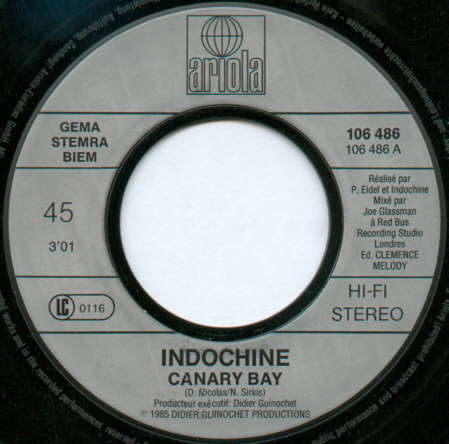 ariola
GEMA
STEMRA
BIEM
106 486
106 486 A
45
3'01
Réalisé par
P. Eidel et Indochine
Mixé par
Joe Glassman
à Red Bus
Recording Studio
Londres
Ed. CLEMENCE
MELODY
LC 0116
HI-FI
STEREO
INDOCHINE
CANARY BAY
(D. Nicolas/N. Sirkis)
Producteur exécutif: Didier Guinochet
℗ 1985 DIDIER GUINOCHET PRODUCTIONS